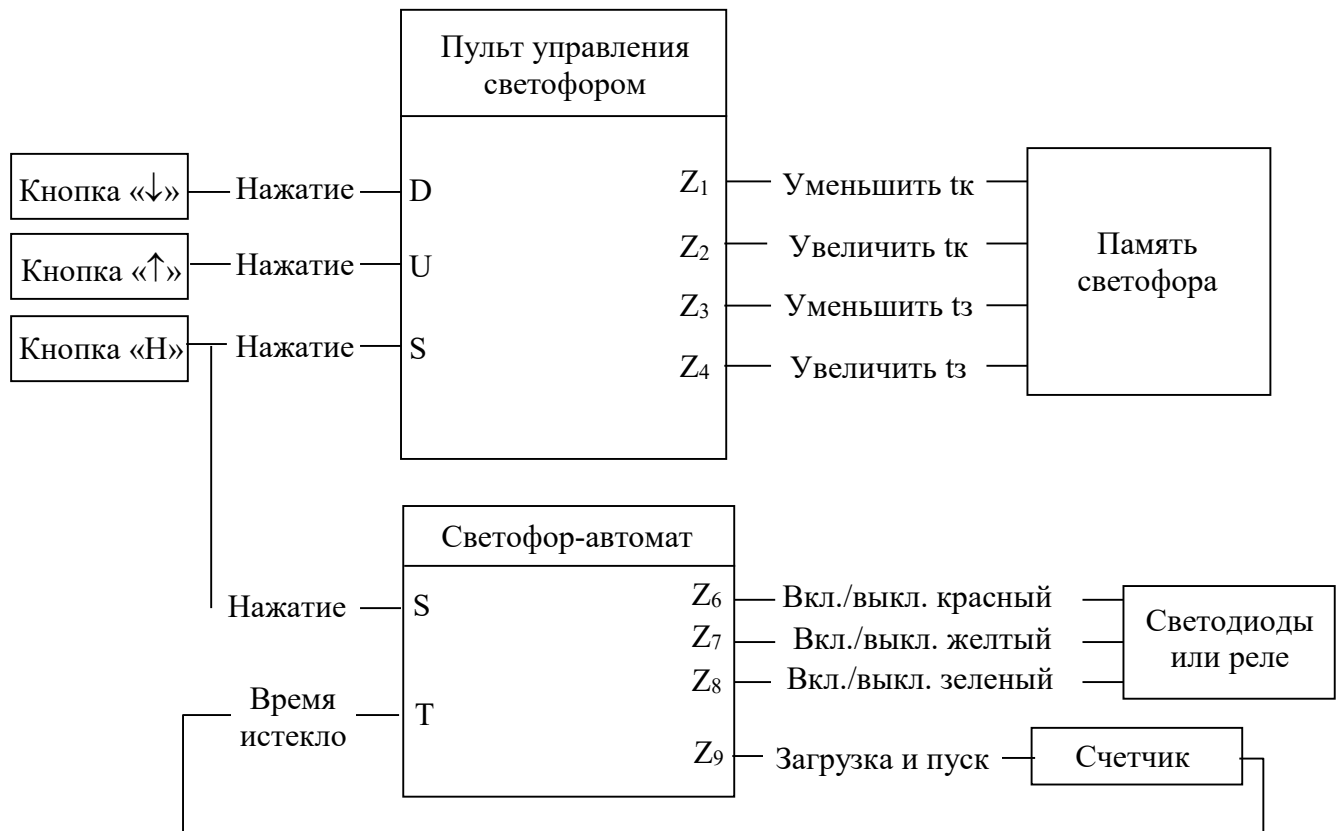 Пульт управления
светофором
Кнопка «↓»
Нажатие
D
Z₁
Уменьшить tк
Кнопка «↑»
Нажатие
U
Z₂
Увеличить tк
Память
светофора
Кнопка «Н»
Нажатие
S
Z₃
Уменьшить tз
Z₄
Увеличить tз
Светофор-автомат
Нажатие
S
Z₆
Вкл./выкл. красный
Z₇
Вкл./выкл. желтый
Z₈
Вкл./выкл. зеленый
Светодиоды
или реле
Время
истекло
T
Z₉
Загрузка и пуск
Счетчик